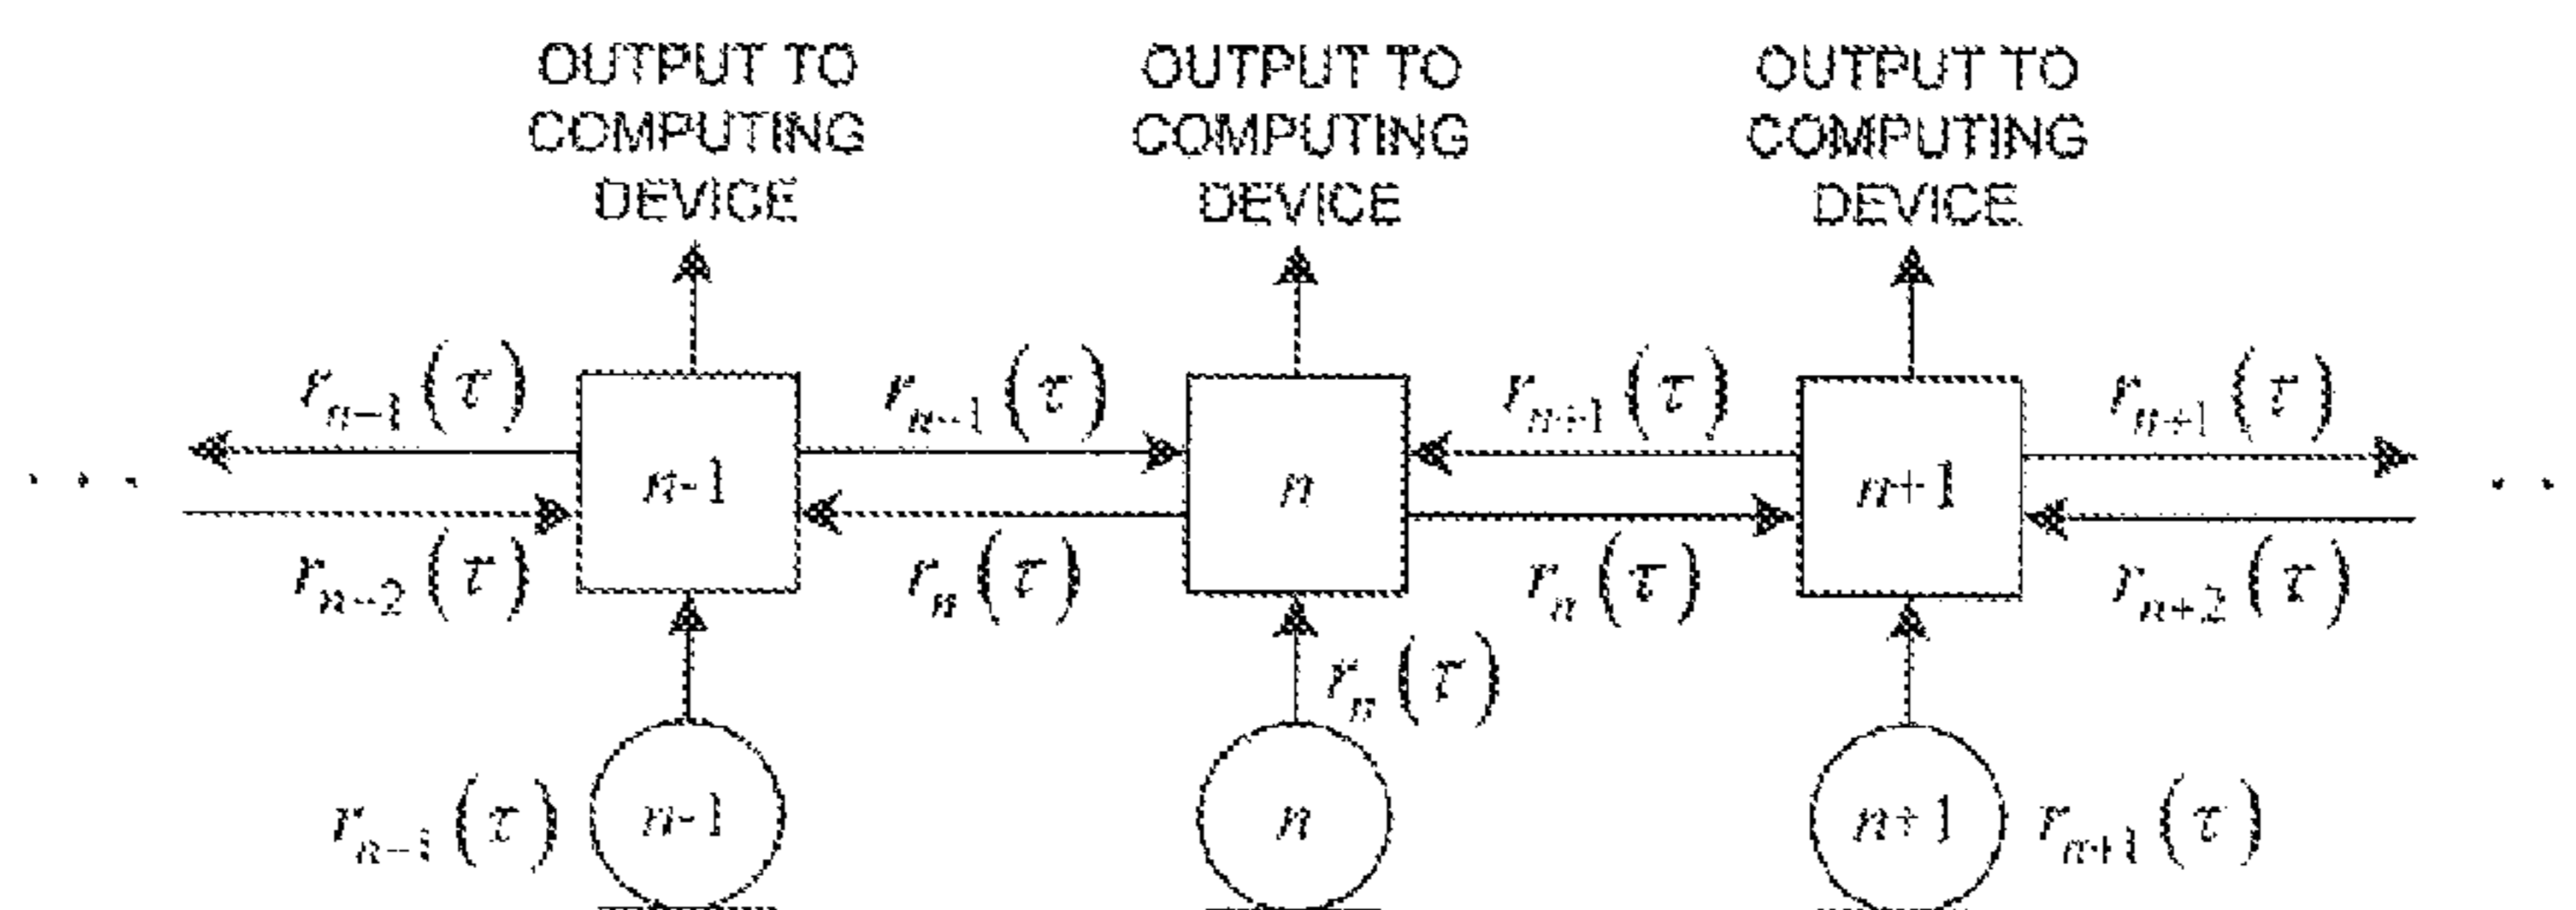 OUTPUT TO COMPUTING DEVICE
OUTPUT TO COMPUTING DEVICE
OUTPUT TO COMPUTING DEVICE
r_{n-1}(τ) r_{n-1}(τ) r_{n+1}(τ) r_{n+1}(τ)
. . . n-1 n n+1 . .
r_{n-2}(τ) r_n(τ) r_n(τ) r_{n+2}(τ)
r_n(τ)
r_{n-1}(τ) n-1 n n+1 r_{n+1}(τ)